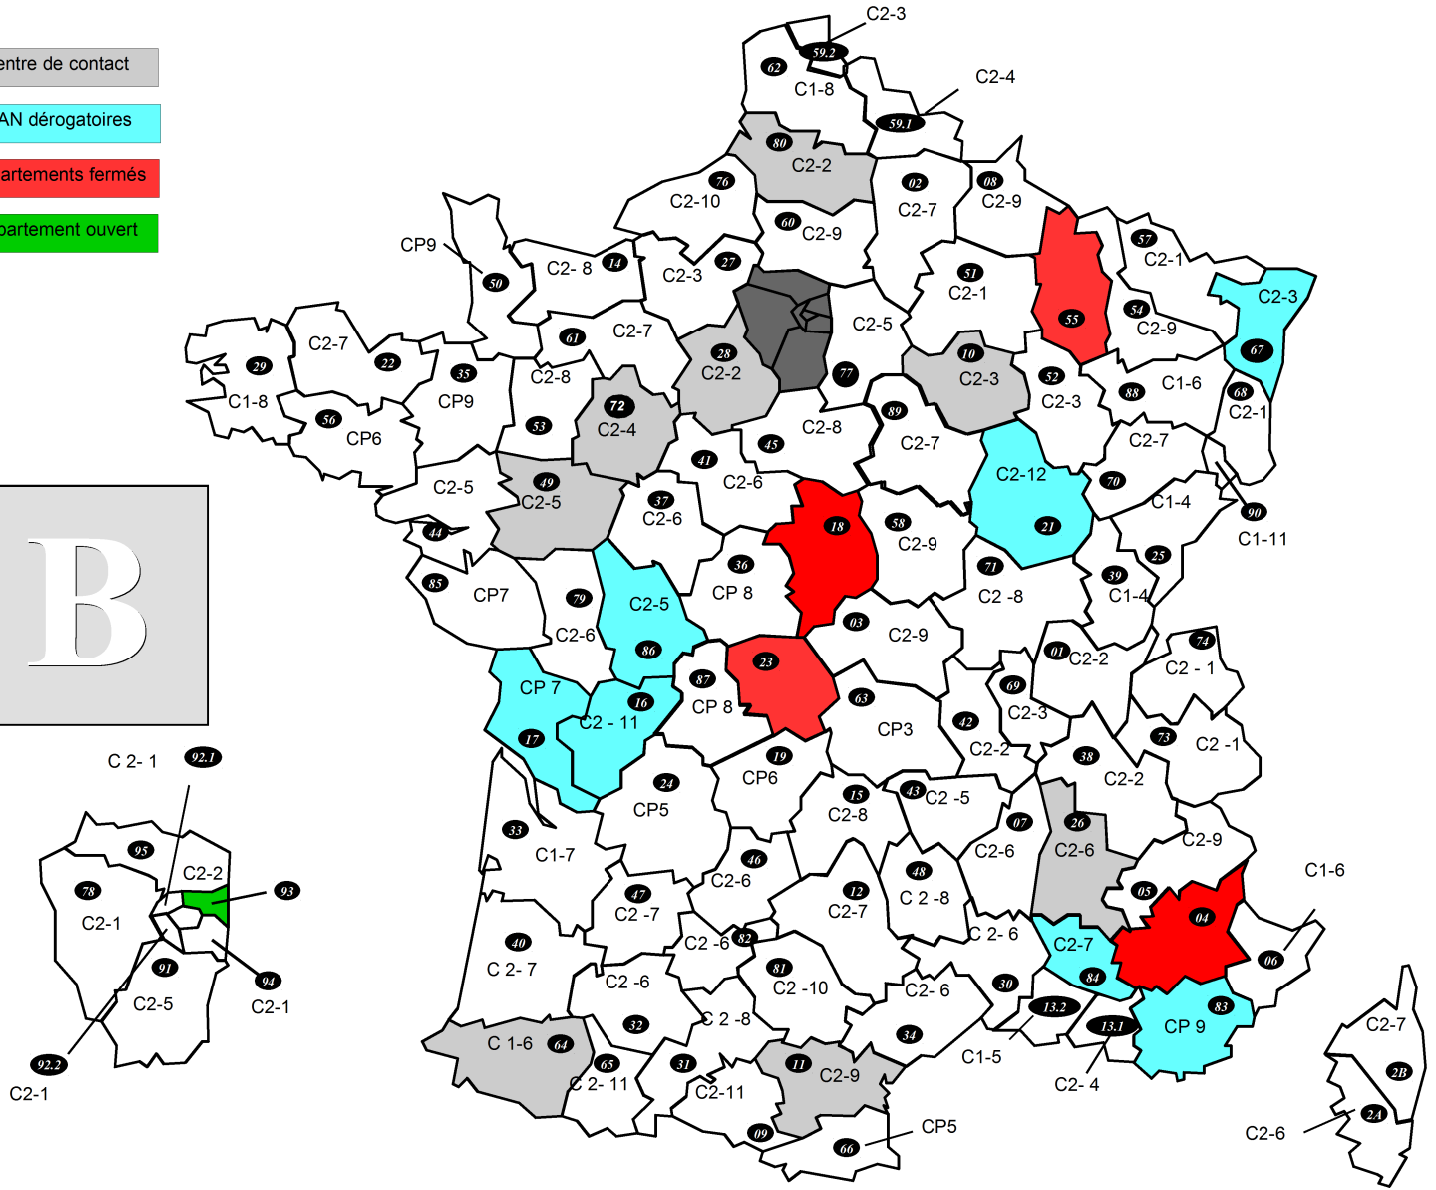 entre de contact
AN dérogatoires
artements fermés
partement ouvert
B
C2-3
59.2
62
C1-8
C2-4
59.1
80
C2-2
76
C2-10
02
C2-7
08
C2-9
60
C2-9
CP9
50
C2- 8
14
C2-3
27
51
C2-1
57
C2-1
C2-3
67
55
54
C2-9
61
C2-7
C2-5
77
28
C2-2
10
C2-3
52
C2-3
88
C1-6
68
C2-1
29
C1-8
C2-7
22
35
CP9
C2-8
53
72
C2-4
56
CP6
45
C2-8
89
C2-7
C2-7
70
41
C2-6
C2-5
44
49
C2-5
37
C2-6
18
58
C2-9
C2-12
21
C1-4
25
90
C1-11
85
CP7
79
C2-6
C2-5
86
36
CP 8
71
C2 -8
39
C1-4
03
C2-9
01
C2-2
74
C2 - 1
CP 7
17
16
C2 - 11
87
CP 8
23
63
CP3
42
C2-2
69
C2-3
38
C2-2
73
C2 -1
24
CP5
19
CP6
15
C2-8
43
C2 -5
07
C2-6
26
C2-6
C2-9
05
33
C1-7
46
C2-6
47
C2 -7
12
C2-7
48
C 2 -8
04
C1-6
06
40
C 2- 7
C2 -6
82
81
C2 -10
C 2- 6
30
C2-7
84
C2 -6
32
C 2 -8
31
C2- 6
34
13.2
C1-5
13.1
C2- 4
83
CP 9
C 1-6
64
65
C 2- 11
C2-11
09
11
C2-9
66
CP5
C2-7
2B
2A
C2-6
C 2- 1
92.1
95
C2-2
78
C2-1
93
91
C2-5
94
C2-1
92.2
C2-1